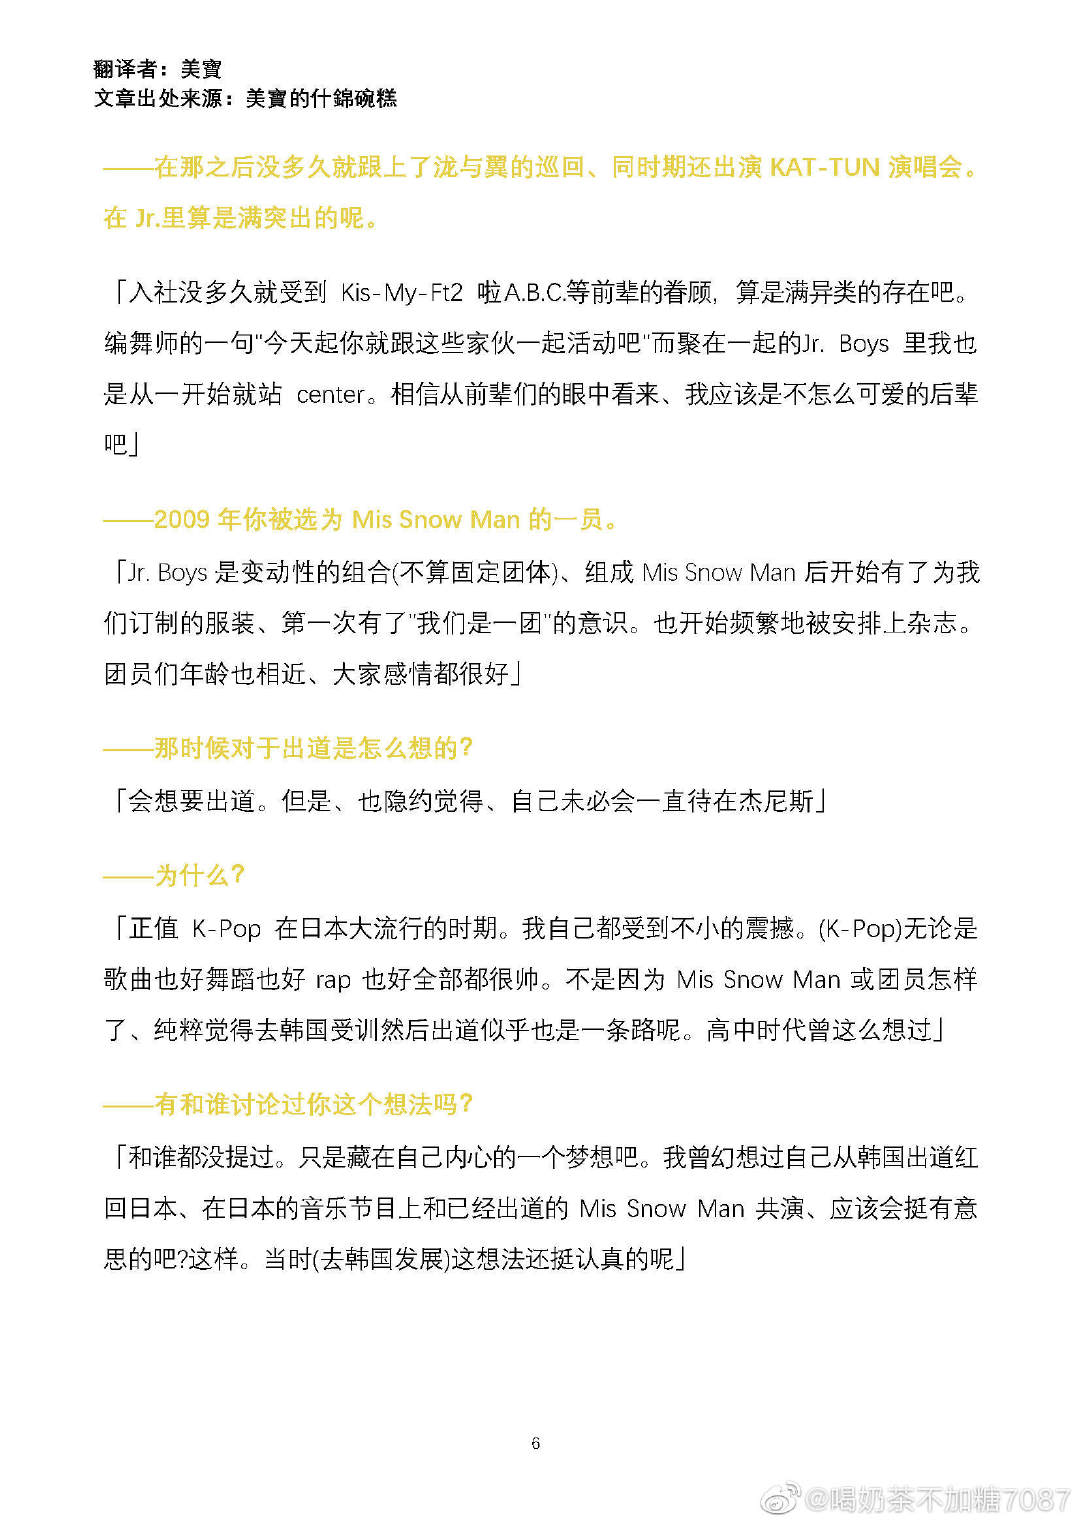 翻译者：美寶
文章出处来源：美寶的什錦碗糕
——在那之后没多久就跟上了泷与翼的巡回、同时期还出演 KAT-TUN 演唱会。
在 Jr.里算是满突出的呢。
「入社没多久就受到 Kis-My-Ft2 啦A.B.C.等前辈的眷顾，算是满异类的存在吧。
编舞师的一句"今天起你就跟这些家伙一起活动吧"而聚在一起的Jr. Boys 里我也
是从一开始就站 center。相信从前辈们的眼中看来、我应该是不怎么可爱的后辈
吧」
——2009 年你被选为 Mis Snow Man 的一员。
「Jr. Boys 是变动性的组合(不算固定团体)、组成 Mis Snow Man 后开始有了为我
们订制的服装、第一次有了"我们是一团"的意识。也开始频繁地被安排上杂志。
团员们年龄也相近、大家感情都很好」
——那时候对于出道是怎么想的?
「会想要出道。但是、也隐约觉得、自己未必会一直待在杰尼斯」
——为什么?
「正值 K-Pop 在日本大流行的时期。我自己都受到不小的震撼。(K-Pop)无论是
歌曲也好舞蹈也好 rap 也好全部都很帅。不是因为 Mis Snow Man 或团员怎样
了、纯粹觉得去韩国受训然后出道似乎也是一条路呢。高中时代曾这么想过」
——有和谁讨论过你这个想法吗?
「和谁都没提过。只是藏在自己内心的一个梦想吧。我曾幻想过自己从韩国出道红
回日本、在日本的音乐节目上和已经出道的 Mis Snow Man 共演、应该会挺有意
思的吧?这样。当时(去韩国发展)这想法还挺认真的呢」
6
@喝奶茶不加糖7087